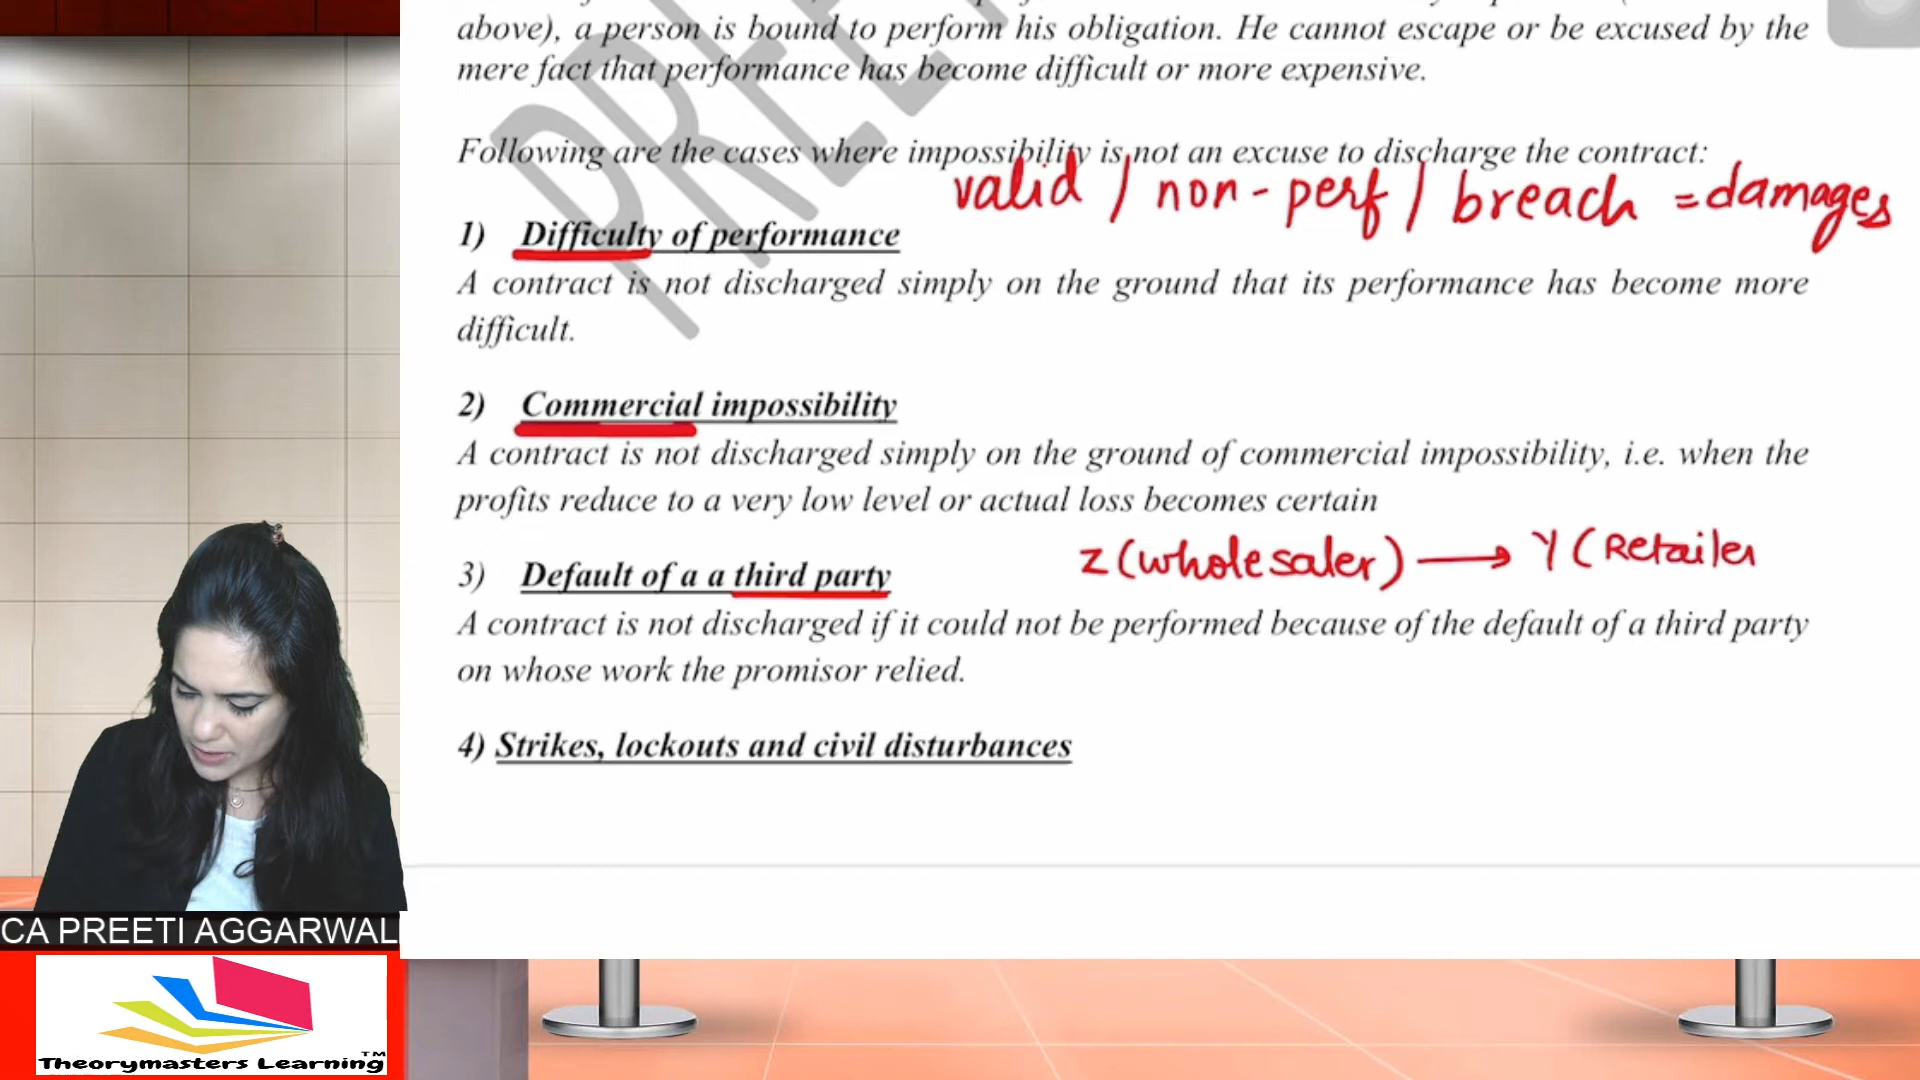 above), a person is bound to perform his obligation. He cannot escape or be excused by the
mere fact that performance has become difficult or more expensive.
Following are the cases where impossibility is not an excuse to discharge the contract:
valid / non-perf / breach = damages
1) Difficulty of performance
A contract is not discharged simply on the ground that its performance has become more
difficult.
2) Commercial impossibility
A contract is not discharged simply on the ground of commercial impossibility, i.e. when the
profits reduce to a very low level or actual loss becomes certain
Z (wholesaler) → Y (Retailer
3) Default of a a third party
A contract is not discharged if it could not be performed because of the default of a third party
on whose work the promisor relied.
4) Strikes, lockouts and civil disturbances
CA PREETI AGGARWAL
Theorymasters Learning™